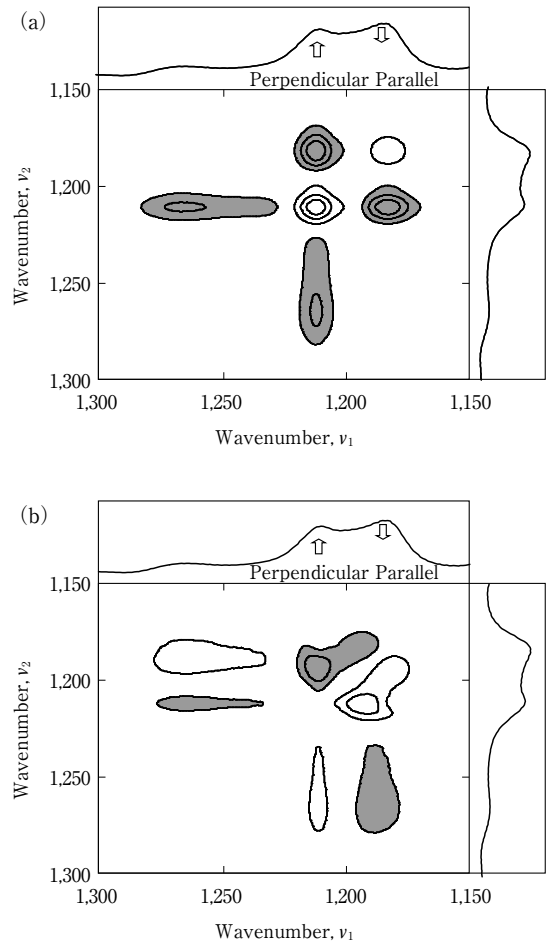 (a)
Perpendicular Parallel
1,150
1,200
1,250
1,300
Wavenumber, ν2
1,300
1,250
1,200
1,150
Wavenumber, ν1
(b)
Perpendicular Parallel
1,150
1,200
1,250
1,300
Wavenumber, ν2
1,300
1,250
1,200
1,150
Wavenumber, ν1